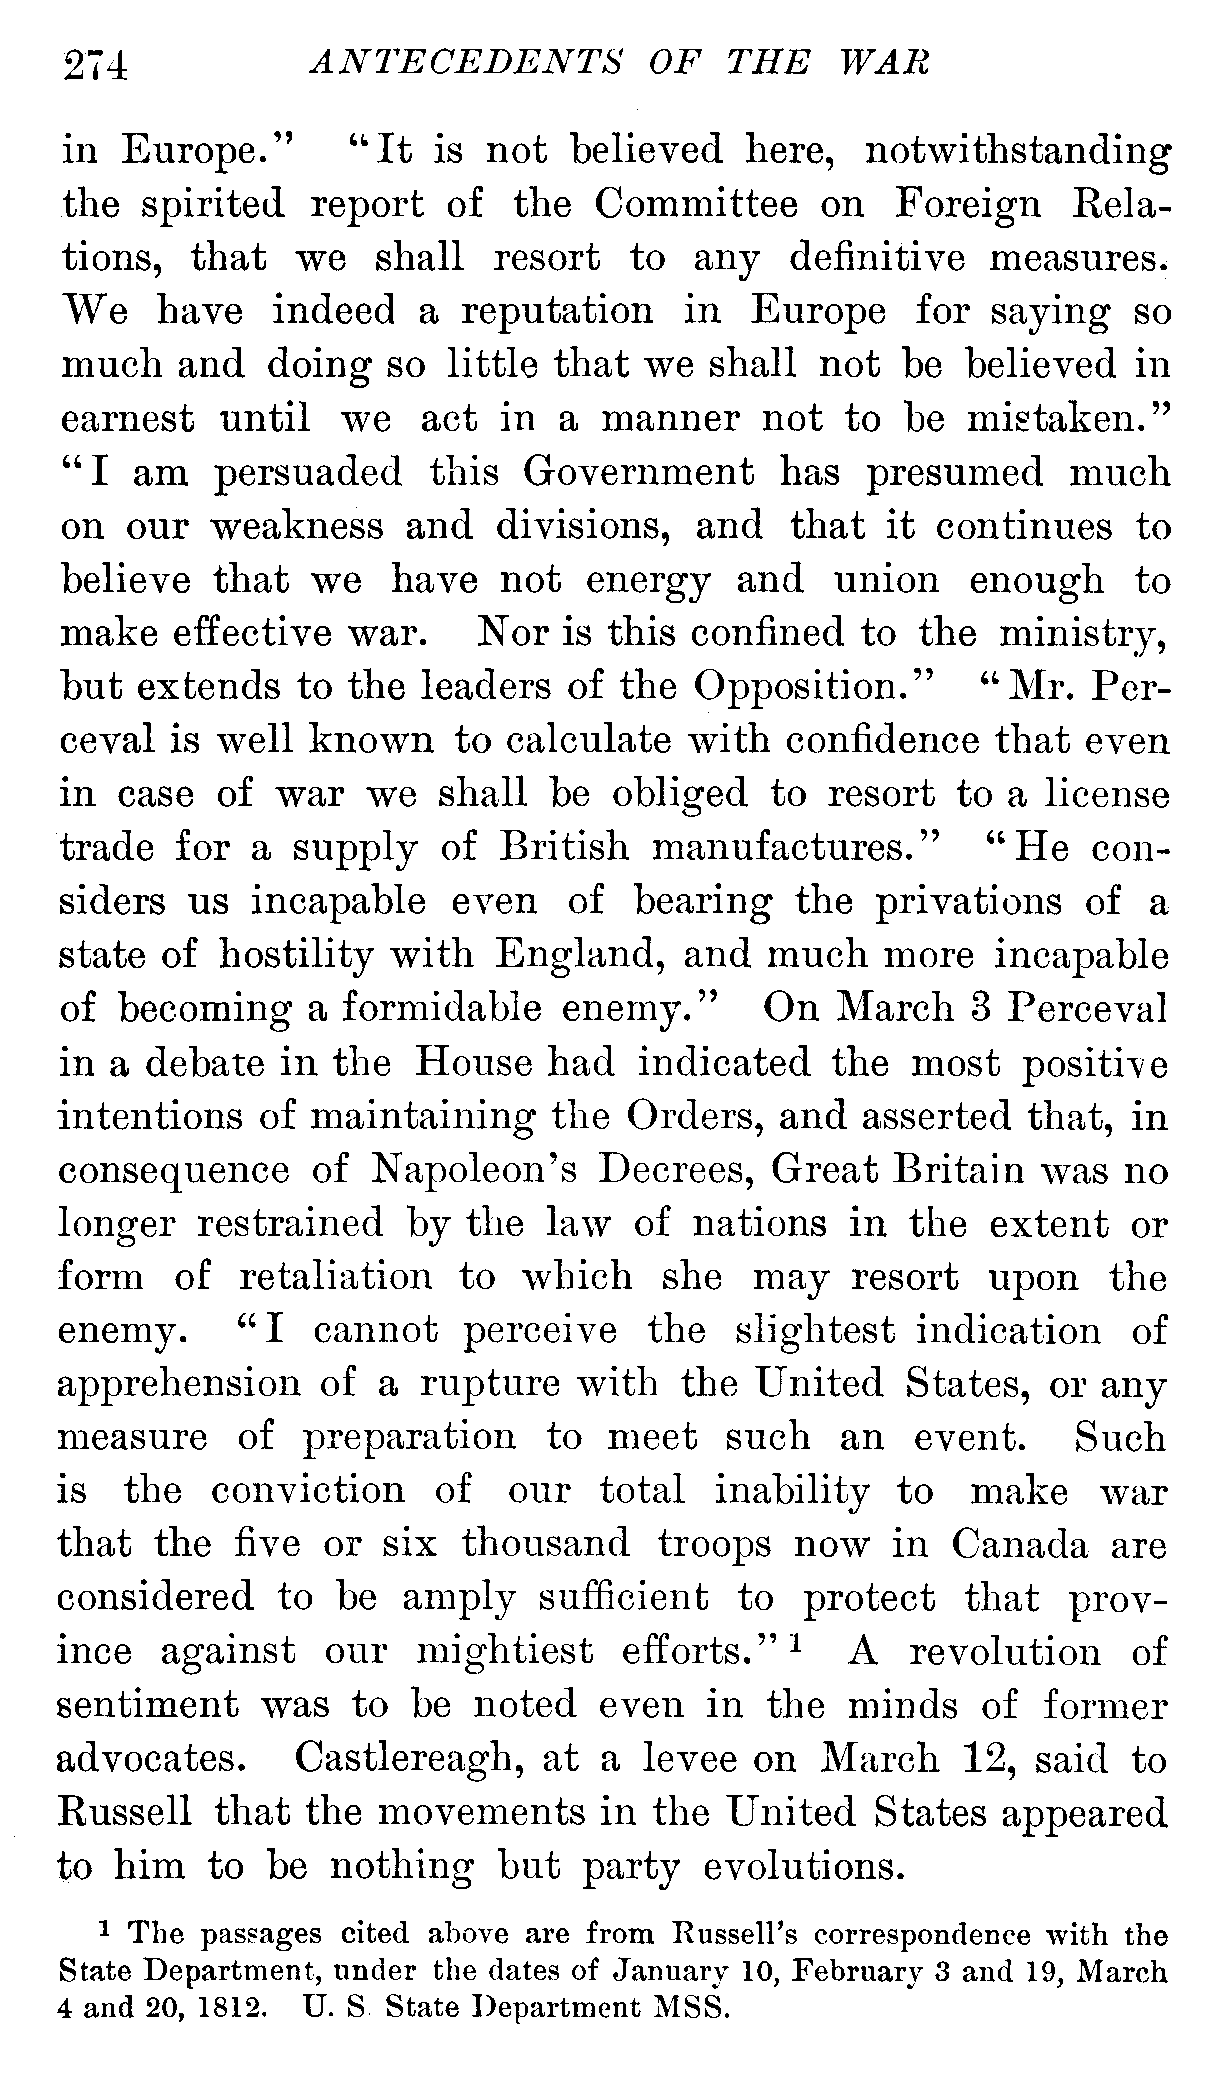 274 ANTECEDENTS OF THE WAR
in Europe." "It is not believed here, notwithstanding
the spirited report of the Committee on Foreign Rela-
tions, that we shall resort to any definitive measures.
We have indeed a reputation in Europe for saying so
much and doing so little that we shall not be believed in
earnest until we act in a manner not to be mistaken."
"I am persuaded this Government has presumed much
on our weakness and divisions, and that it continues to
believe that we have not energy and union enough to
make effective war. Nor is this confined to the ministry,
but extends to the leaders of the Opposition." "Mr. Per-
ceval is well known to calculate with confidence that even
in case of war we shall be obliged to resort to a license
trade for a supply of British manufactures." "He con-
siders us incapable even of bearing the privations of a
state of hostility with England, and much more incapable
of becoming a formidable enemy." On March 3 Perceval
in a debate in the House had indicated the most positive
intentions of maintaining the Orders, and asserted that, in
consequence of Napoleon's Decrees, Great Britain was no
longer restrained by the law of nations in the extent or
form of retaliation to which she may resort upon the
enemy. "I cannot perceive the slightest indication of
apprehension of a rupture with the United States, or any
measure of preparation to meet such an event. Such
is the conviction of our total inability to make war
that the five or six thousand troops now in Canada are
considered to be amply sufficient to protect that prov-
ince against our mightiest efforts." 1 A revolution of
sentiment was to be noted even in the minds of former
advocates. Castlereagh, at a levee on March 12, said to
Russell that the movements in the United States appeared
to him to be nothing but party evolutions.
1 The passages cited above are from Russell's correspondence with the
State Department, under the dates of January 10, February 3 and 19, March
4 and 20, 1812. U. S. State Department MSS.